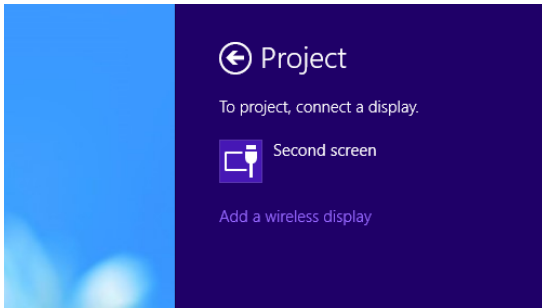 Project
To project, connect a display.
Second screen
Add a wireless display